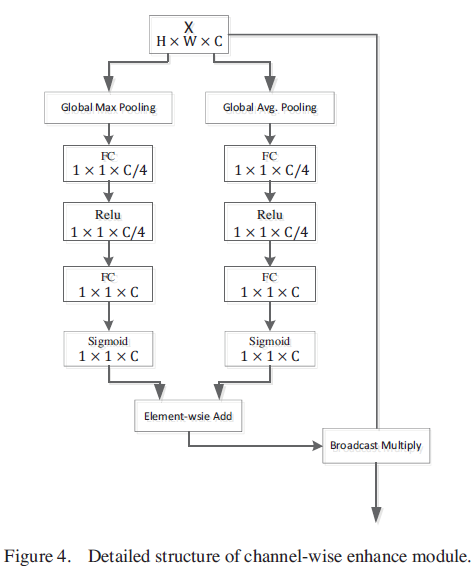 X
H × W × C
Global Max Pooling
Global Avg. Pooling
FC
1 × 1 × C/4
FC
1 × 1 × C/4
Relu
1 × 1 × C/4
Relu
1 × 1 × C/4
FC
1 × 1 × C
FC
1 × 1 × C
Sigmoid
1 × 1 × C
Sigmoid
1 × 1 × C
Element-wsie Add
Broadcast Multiply
Figure 4. Detailed structure of channel-wise enhance module.